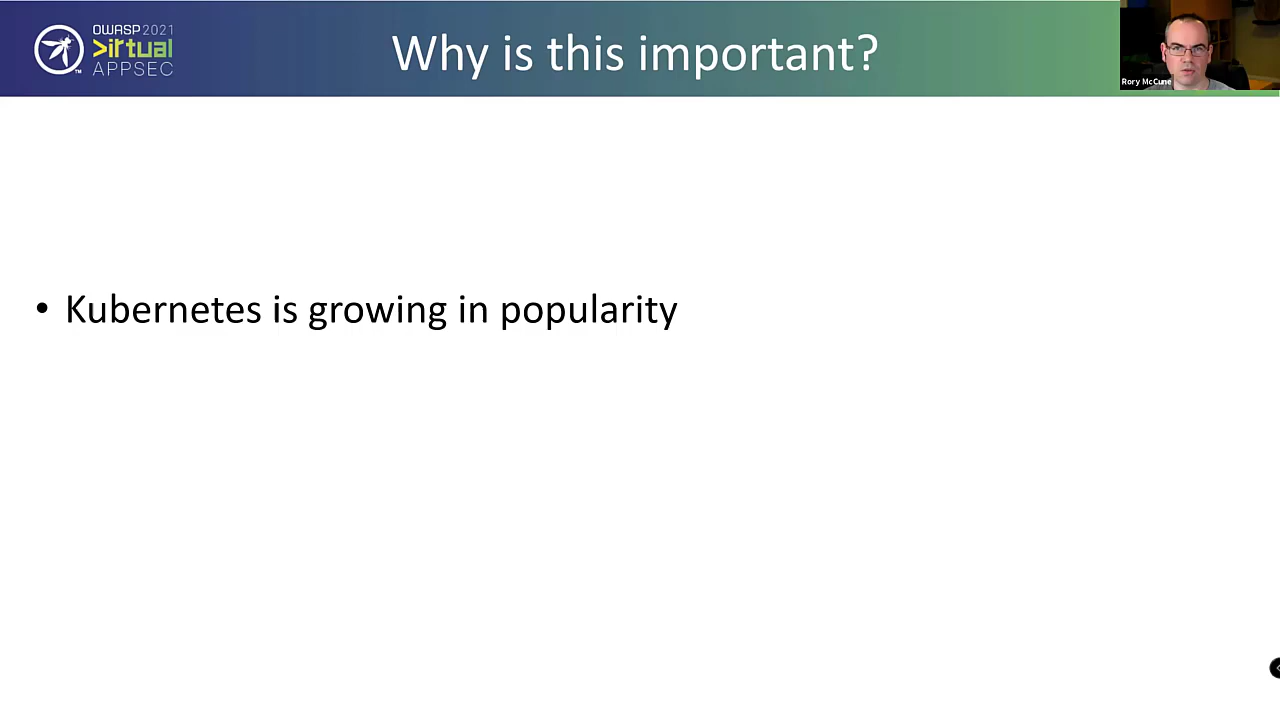 OWASP 2021
>irtual
APPSEC
Why is this important?
Rory McCune
• Kubernetes is growing in popularity